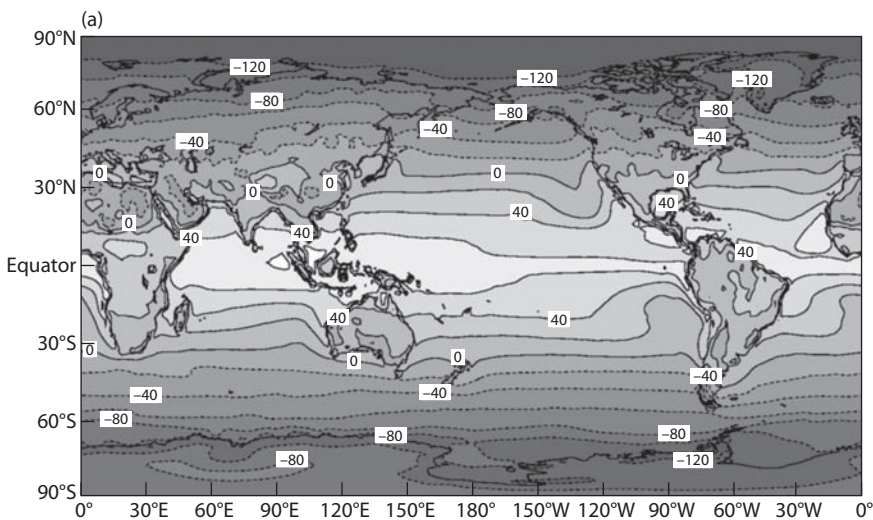 (a)
90°N
–120 –120 –120
60°N –80 –80 –80
–40 –40 –40
0 0 0 0 0
30°N
0 40 40
40 40 40
Equator
40 40
30°S 0 0 0
–40 –40 –40
60°S –80 –80 –80
–80 –120
90°S
0° 30°E 60°E 90°E 120°E 150°E 180° 150°W 120°W 90°W 60°W 30°W 0°